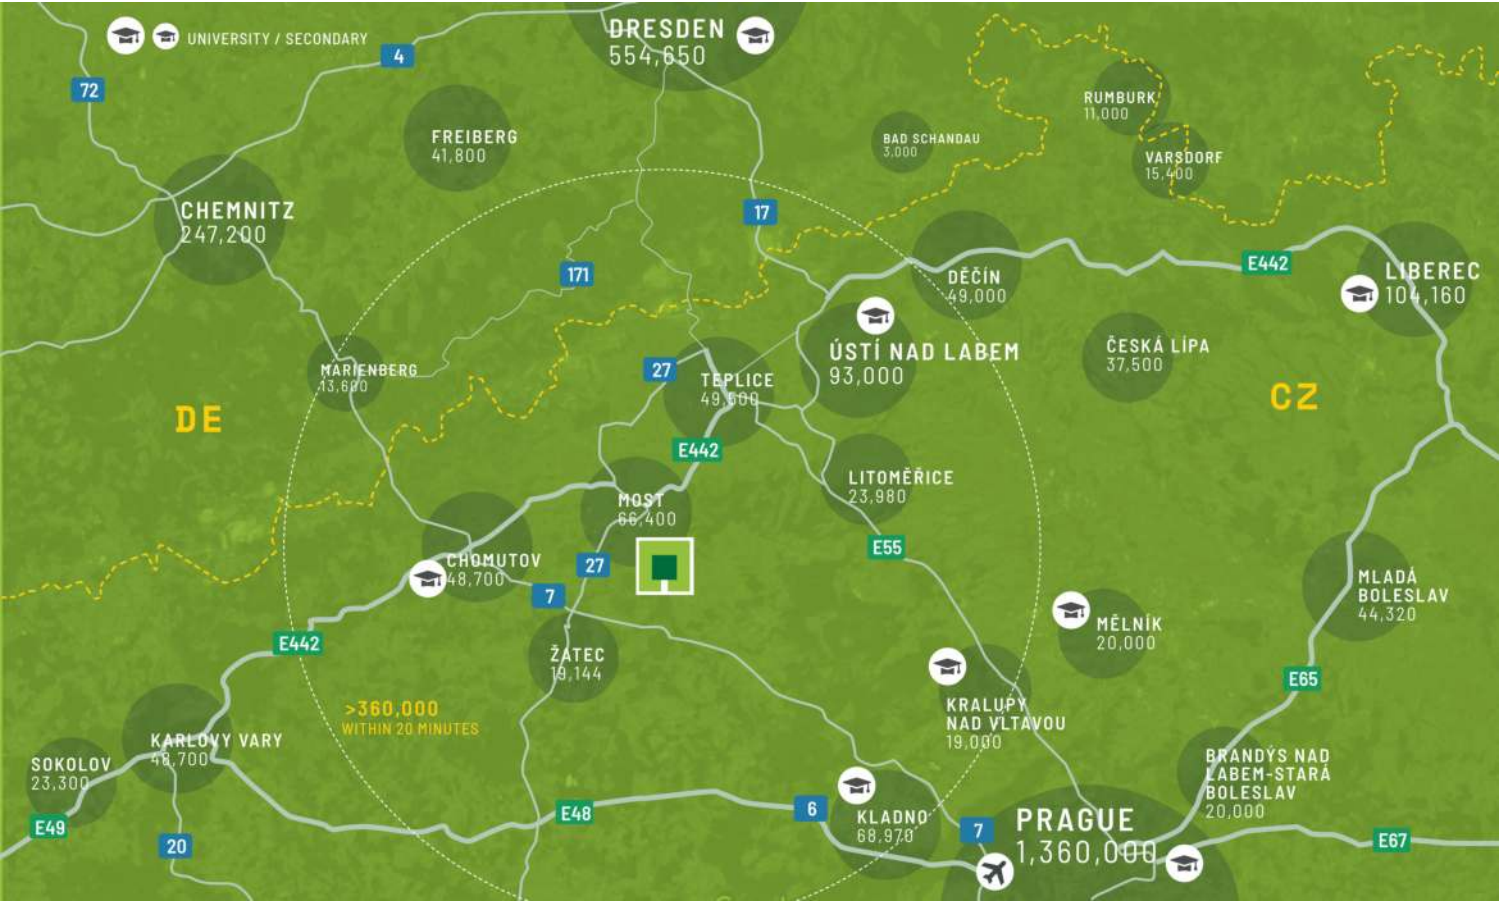 UNIVERSITY / SECONDARY
DRESDEN
554,650
4
72
FREIBERG
41,800
BAD SCHANDAU
3,000
RUMBURK
11,000
VARSDORF
15,400
CHEMNITZ
247,200
17
171
DĚČÍN
49,000
E442
LIBEREC
104,160
ÚSTÍ NAD LABEM
93,000
ČESKÁ LÍPA
37,500
MARIENBERG
13,600
27
TEPLICE
49,500
DE
CZ
E442
LITOMĚŘICE
23,980
MOST
66,400
E55
CHOMUTOV
48,700
27
7
MLADÁ
BOLESLAV
44,320
MĚLNÍK
20,000
E442
ŽATEC
19,144
E65
>360,000
WITHIN 20 MINUTES
KRALUPY
NAD VLTAVOU
19,000
KARLOVY VARY
48,700
SOKOLOV
23,300
BRANDÝS NAD
LABEM-STARÁ
BOLESLAV
20,000
E49
E48
6
KLADNO
68,970
7
PRAGUE
1,360,000
E67
20